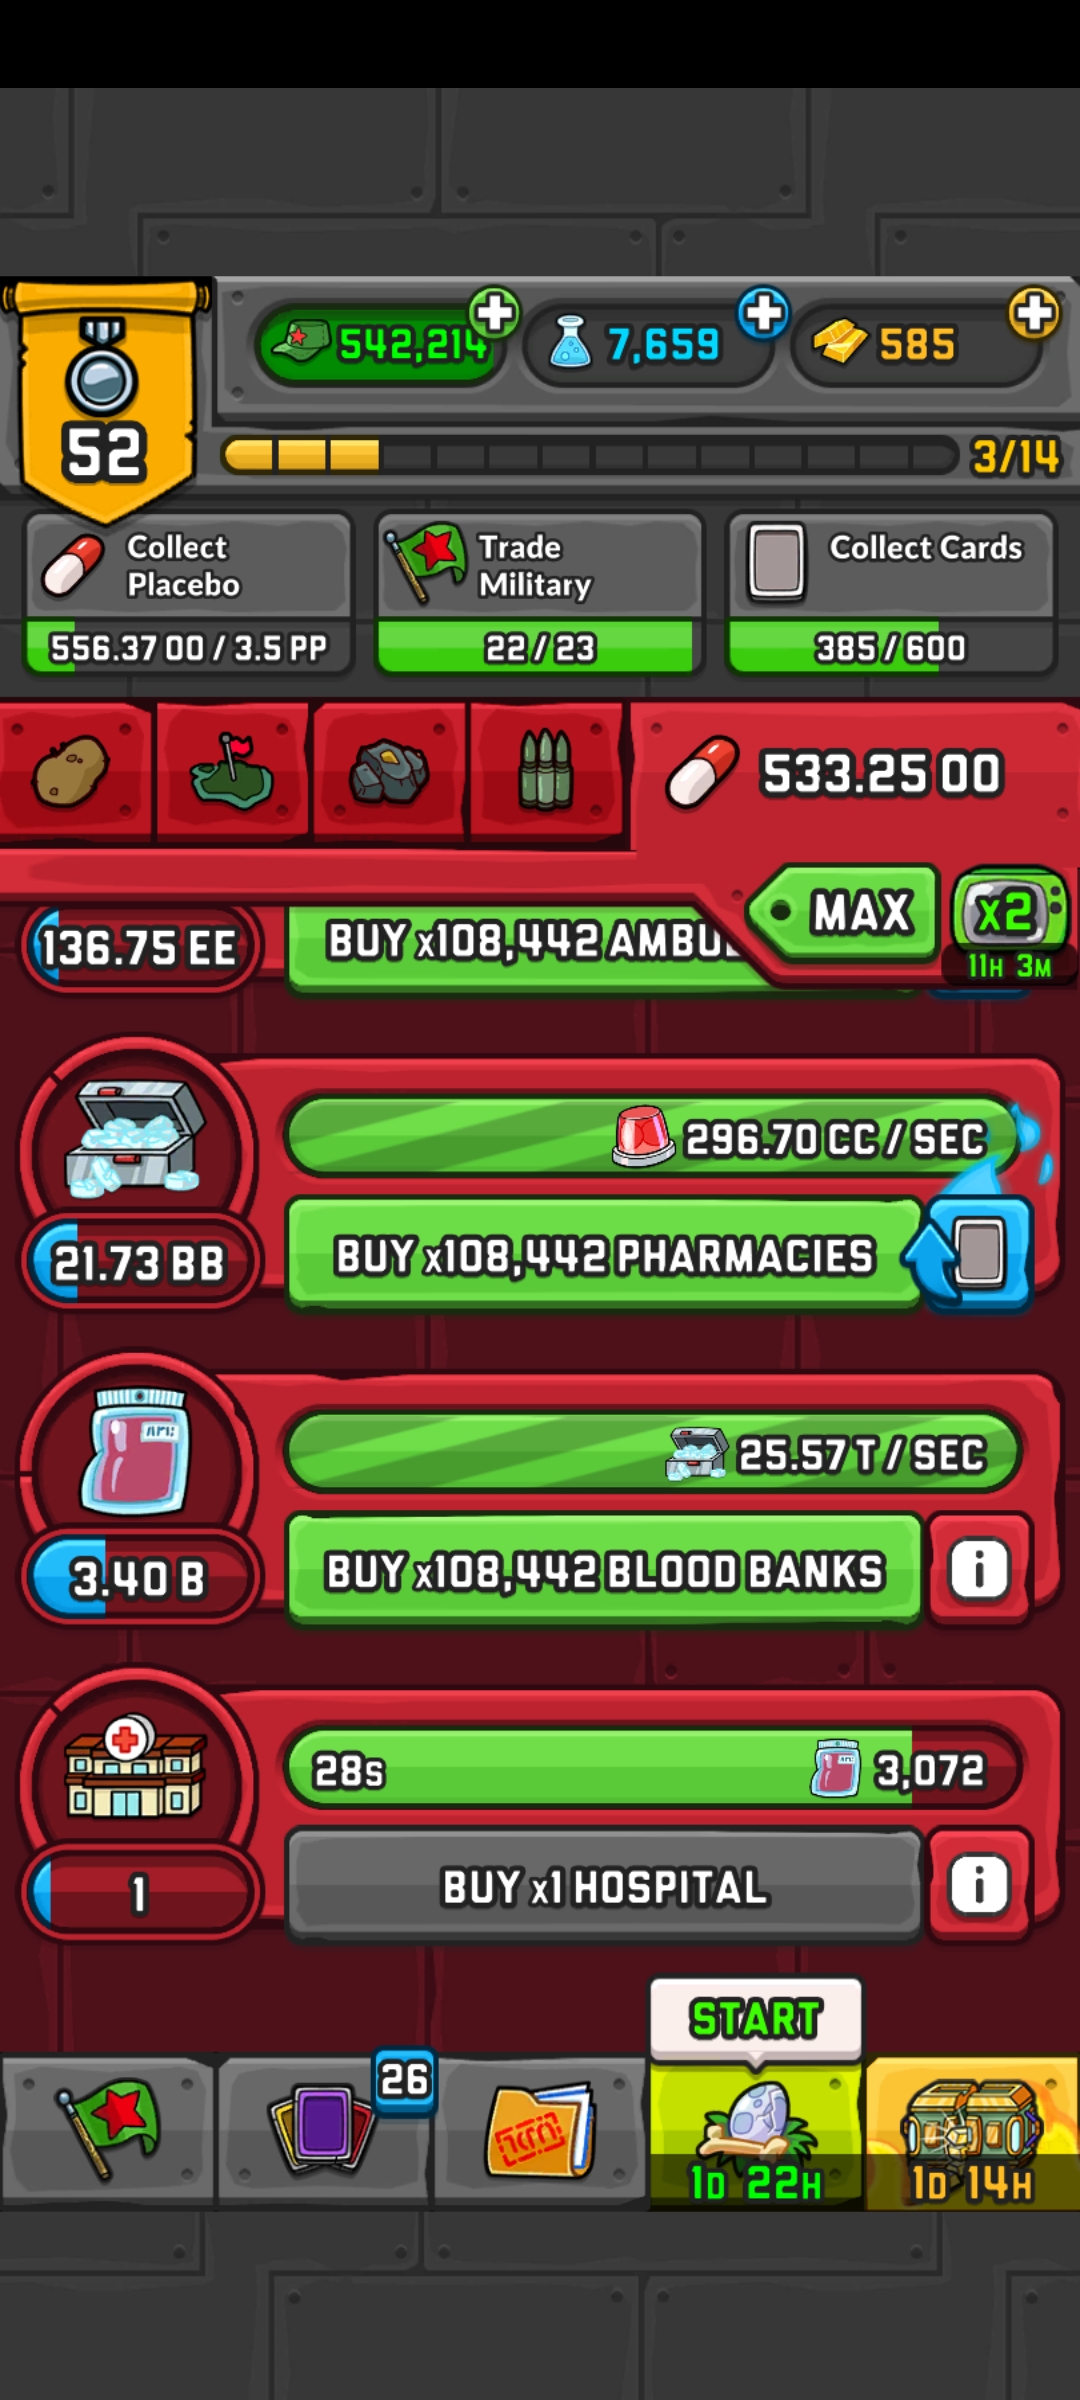 542,214
7,659
585
52
3/14
Collect
Placebo
Trade
Military
Collect Cards
556.37 OO / 3.5 PP
22 / 23
385 / 600
533.25 OO
MAX
x2
11H 3M
136.75 EE
BUY x108,442 AMBUL
296.70 CC / SEC
21.73 BB
BUY x108,442 PHARMACIES
25.57 T / SEC
3.40 B
BUY x108,442 BLOOD BANKS
i
28s
3,072
1
BUY x1 HOSPITAL
i
START
26
1D 22H
1D 14H